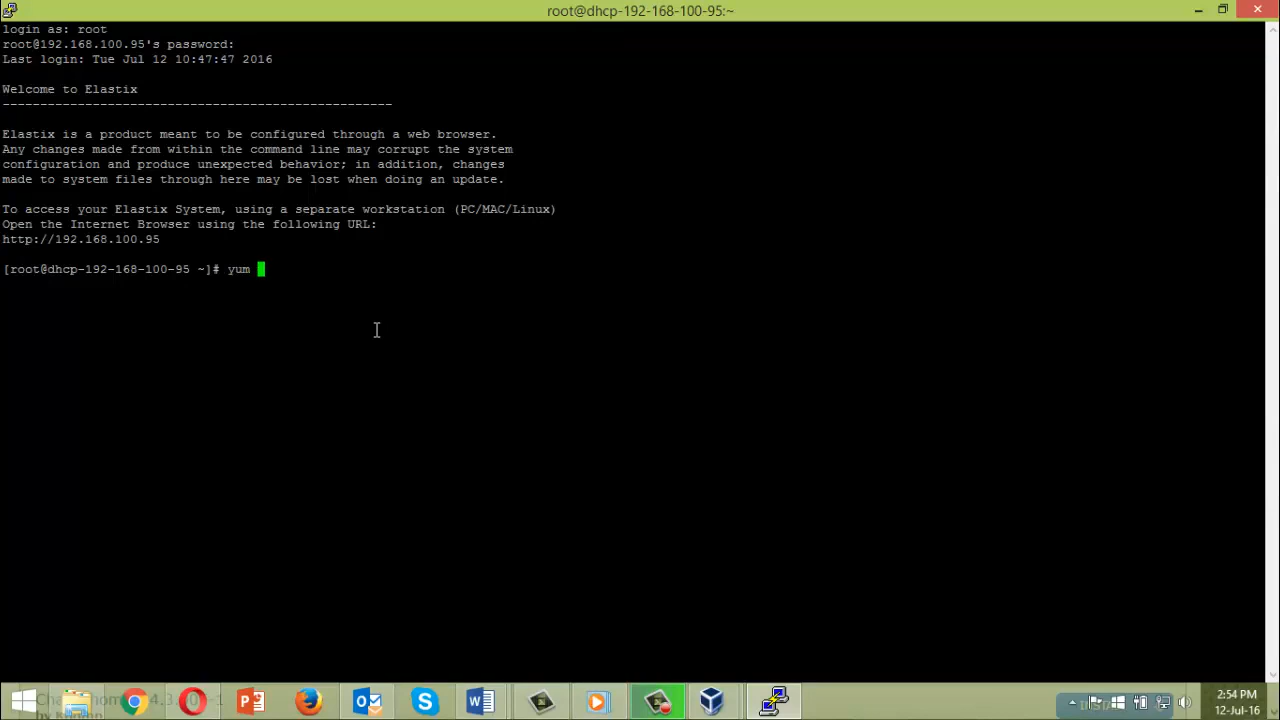 root@dhcp-192-168-100-95:~
login as: root
root@192.168.100.95's password:
Last login: Tue Jul 12 10:47:47 2016
Welcome to Elastix
----------------------------------------------------
Elastix is a product meant to be configured through a web browser.
Any changes made from within the command line may corrupt the system
configuration and produce unexpected behavior; in addition, changes
made to system files through here may be lost when doing an update.
To access your Elastix System, using a separate workstation (PC/MAC/Linux)
Open the Internet Browser using the following URL:
http://192.168.100.95
[root@dhcp-192-168-100-95 ~]# yum
2:54 PM
12-Jul-16